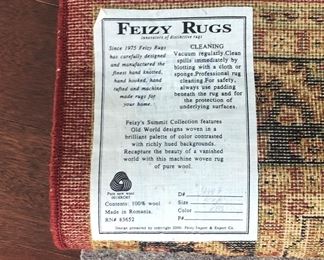 FEIZY RUGS
innovators of distinctive rugs
Since 1975 Feizy Rugs
has carefully designed
and manufactured the
finest hand knotted,
hand hooked, hand
tufted and machine
made rugs for
your home.
CLEANING
Vacuum regulatly.Clean
spills immediately by
blotting with a cloth or
sponge.Professional rug
cleaning.For safety,
always use padding
beneath the rug and for
the protection of
underlying surfaces.
Feizy's Summit Collection features
Old World designs woven in a
brilliant palette of color contrasted
with richly hued backgrounds.
Recapture the beauty of a vanished
world with this machine woven rug
of pure wool.
Pure new wool
Contents: 100% wool
Made in Romania.
RN# 63652
D#
Size
Color
P#
Design protected by copyright 2000. Feizy Import & Export Co.